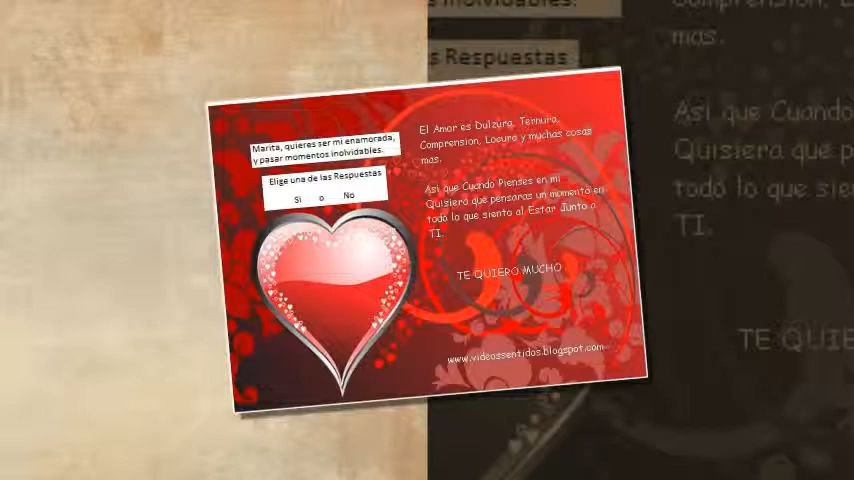 Marita, quieres ser mi enamorada,
y pasar momentos inolvidables.
Elige una de las Respuestas
Si o No
El Amor es Dulzura, Ternura,
Comprension, Locura y muchas cosas
mas.
Asi que Cuando Pienses en mi
Quisiera que pensaras un momento en
todo lo que siento al Estar Junto a
TI.
TE QUIERO MUCHO
www.videossentidos.blogspot.com
s Respuestas
mas.
Asi que Cuando
Quisiera que p
todo lo que sie
TI.
TE QUIE